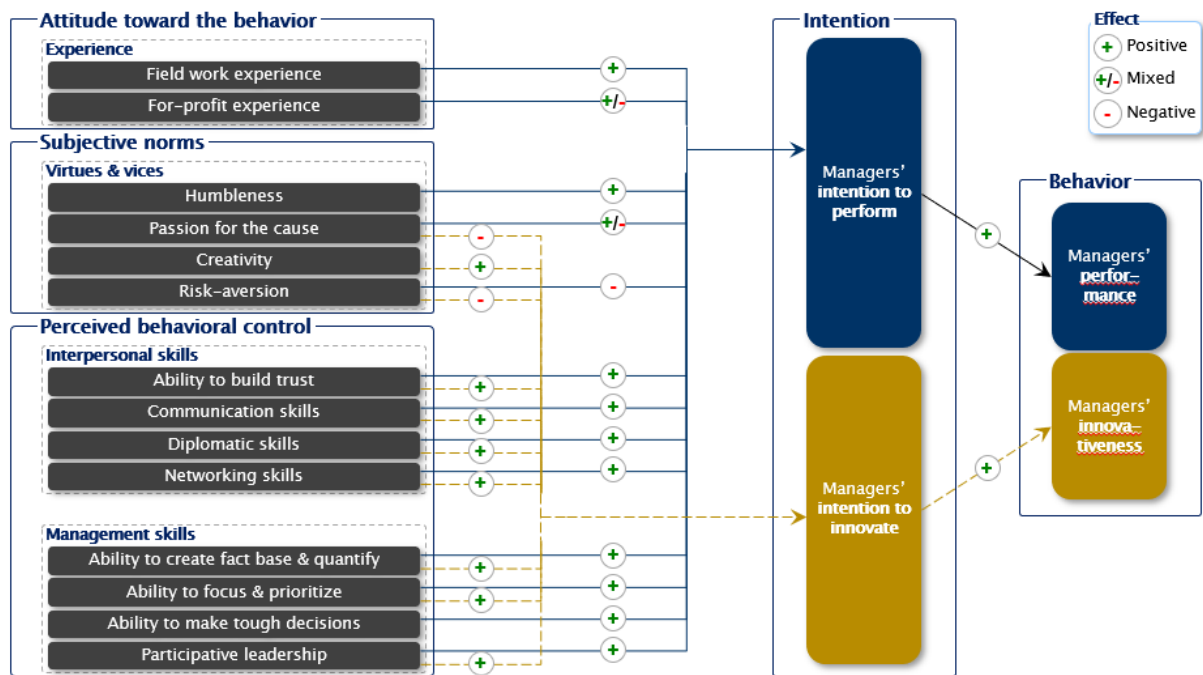 Attitude toward the behavior
Experience
Field work experience
+
For-profit experience
+/-
Subjective norms
Virtues & vices
Humbleness
+
Passion for the cause
+/-
-
Creativity
+
Risk-aversion
-
-
Perceived behavioral control
Interpersonal skills
Ability to build trust
+
+
Communication skills
+
+
Diplomatic skills
+
+
Networking skills
+
+
Management skills
Ability to create fact base & quantify
+
+
Ability to focus & prioritize
+
+
Ability to make tough decisions
+
Participative leadership
+
+
Intention
Managers'
intention to
perform
Managers'
intention to
innovate
+
+
Behavior
Managers'
perfor-
mance
Managers'
innova-
tiveness
Effect
+ Positive
+/- Mixed
- Negative